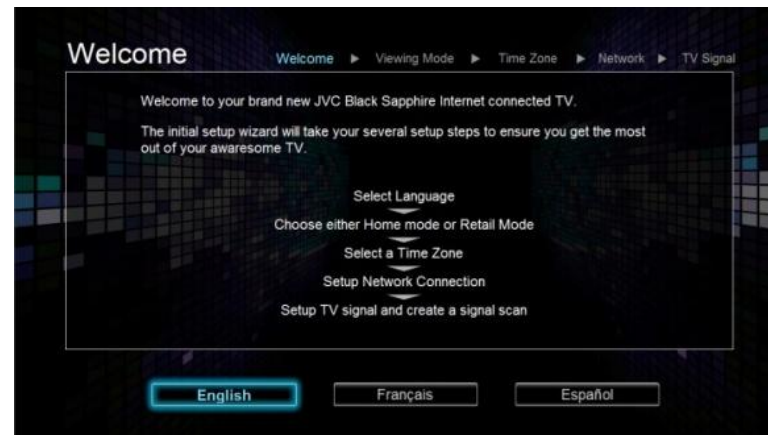 Welcome
Welcome ► Viewing Mode ► Time Zone ► Network ► TV Signal
Welcome to your brand new JVC Black Sapphire Internet connected TV.
The initial setup wizard will take your several setup steps to ensure you get the most
out of your awaresome TV.
Select Language
Choose either Home mode or Retail Mode
Select a Time Zone
Setup Network Connection
Setup TV signal and create a signal scan
English
Français
Español